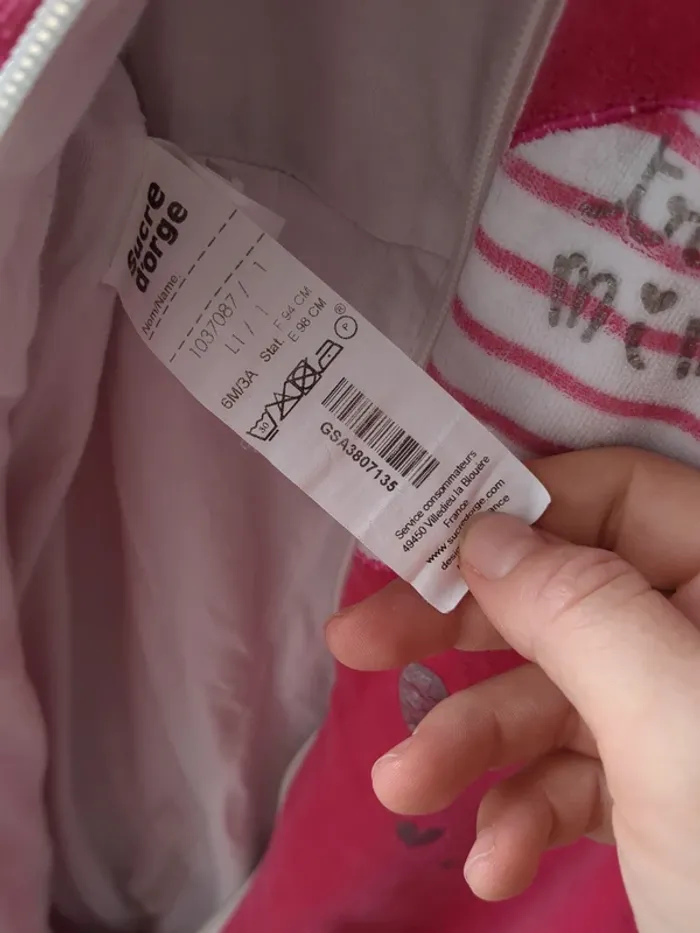 Sucre
d'orge
Nom/Name.
1037087 / 1
L1 / 1
6M/3A Stat. F 94 CM
E 98 CM
30
P
®
GSA3807135
Service consommateurs
49450 Villedieu la Blouère
France
www.sucredorge.com